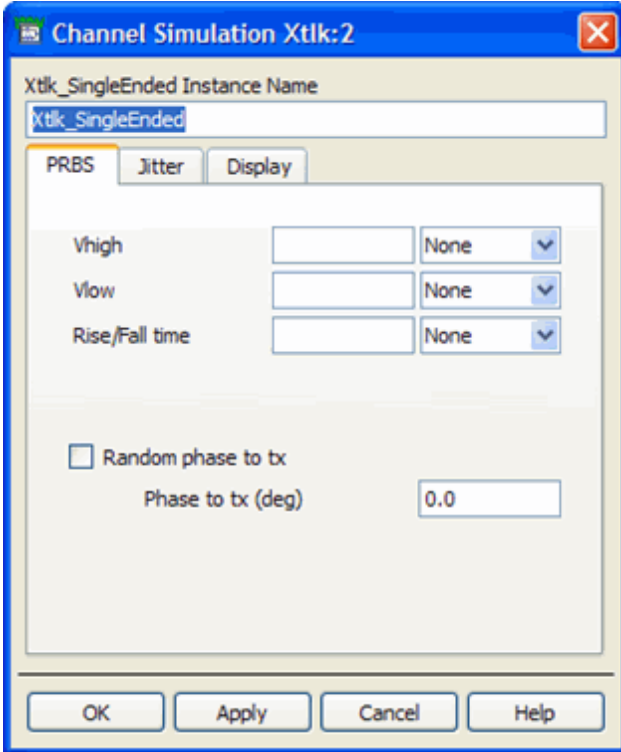 Channel Simulation Xtlk:2
Xtlk_SingleEnded Instance Name
Xtlk_SingleEnded
PRBS Jitter Display
Vhigh None
Vlow None
Rise/Fall time None
Random phase to tx
Phase to tx (deg) 0.0
OK Apply Cancel Help